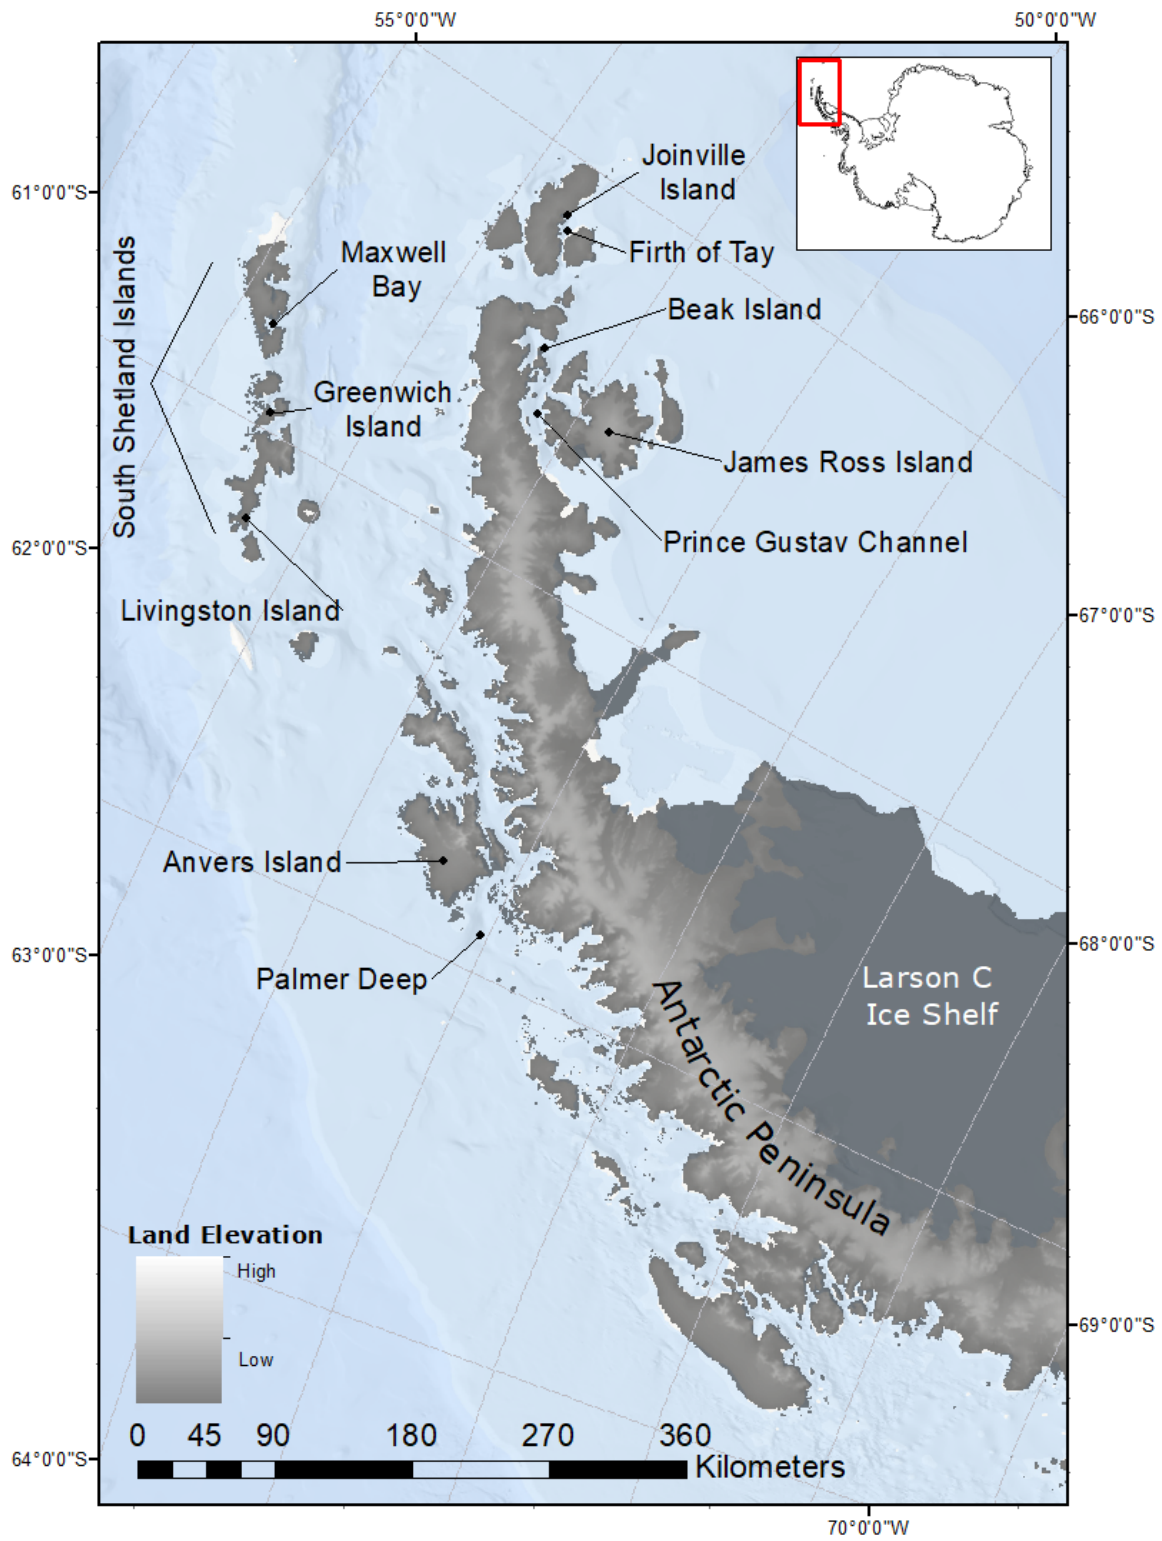 55°0'0"W
50°0'0"W
61°0'0"S
62°0'0"S
63°0'0"S
64°0'0"S
66°0'0"S
67°0'0"S
68°0'0"S
69°0'0"S
70°0'0"W
Joinville
Island
Firth of Tay
Maxwell
Bay
Beak Island
South Shetland Islands
Greenwich
Island
James Ross Island
Prince Gustav Channel
Livingston Island
Anvers Island
Palmer Deep
Larson C
Ice Shelf
Antarctic Peninsula
Land Elevation
High
Low
0 45 90 180 270 360
Kilometers